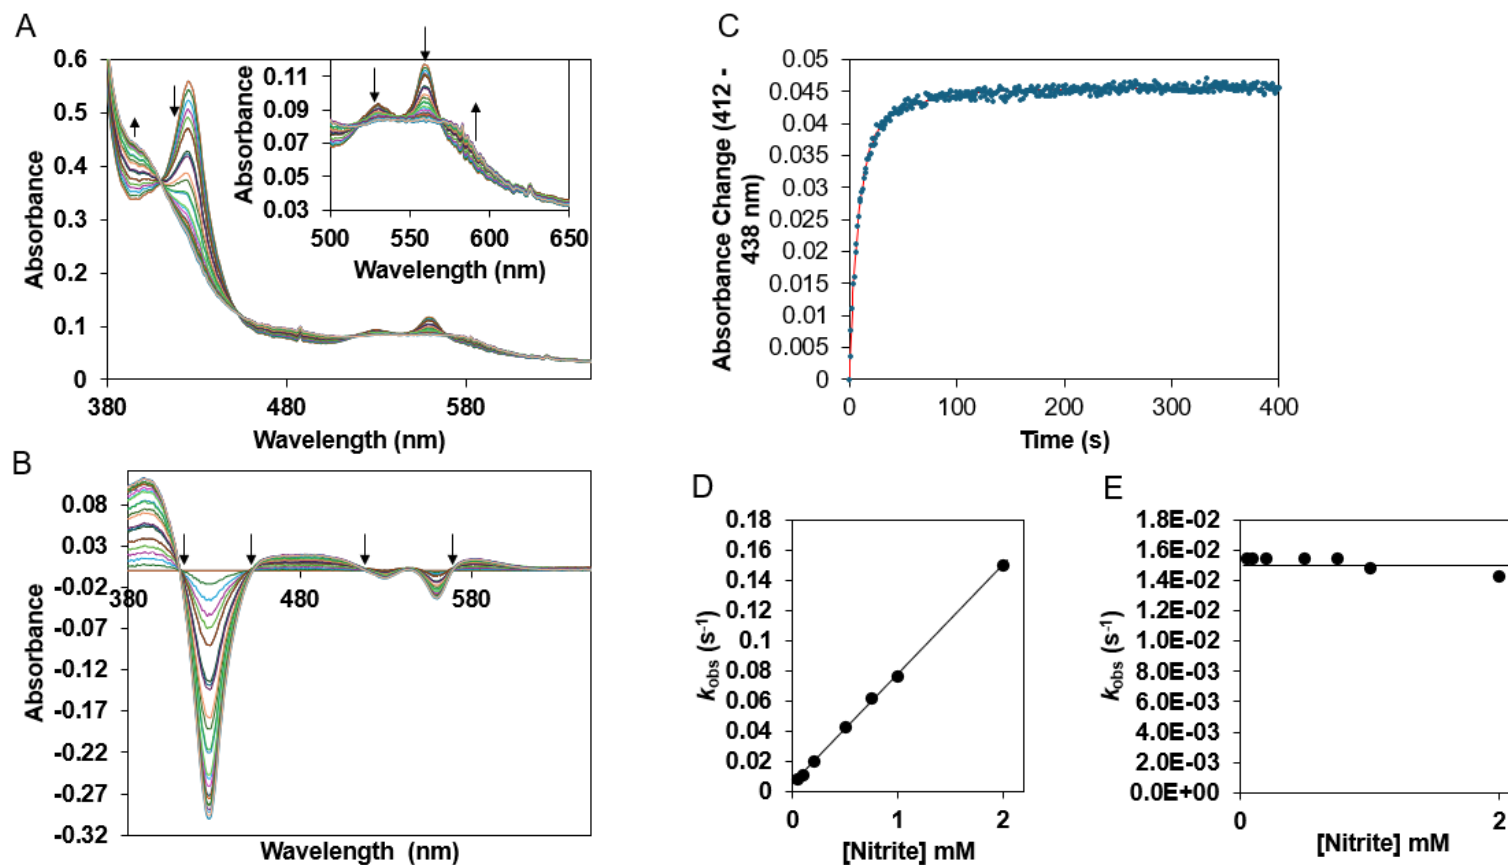 A
0.6
0.5
0.4
0.3
0.2
0.1
0
Absorbance
380
480
580
Wavelength (nm)
0.11
0.09
0.07
0.05
0.03
Absorbance
500
550
600
650
Wavelength (nm)
B
0.08
0.03
-0.02
-0.07
-0.12
-0.17
-0.22
-0.27
-0.32
Absorbance
380
480
580
Wavelength (nm)
C
0.05
0.045
0.04
0.035
0.03
0.025
0.02
0.015
0.01
0.005
0
Absorbance Change (412 -
438 nm)
0
100
200
300
400
Time (s)
D
0.18
0.16
0.14
0.12
0.1
0.08
0.06
0.04
0.02
0
kobs (s-1)
0
1
2
[Nitrite] mM
E
1.8E-02
1.6E-02
1.4E-02
1.2E-02
1.0E-02
8.0E-03
6.0E-03
4.0E-03
2.0E-03
0.0E+00
kobs (s-1)
0
2
[Nitrite] mM